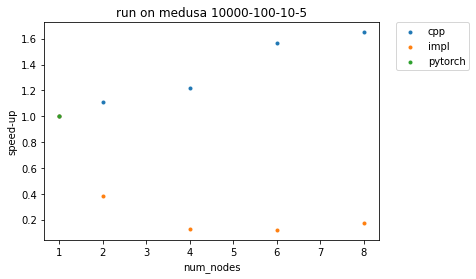 run on medusa 10000-100-10-5
cpp
impl
pytorch
speed-up
1.6
1.4
1.2
1.0
0.8
0.6
0.4
0.2
1 2 3 4 5 6 7 8
num_nodes